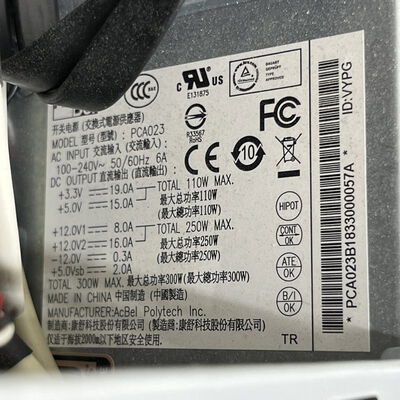 CCC
c UR US
E131875
TÜVRheinland
开关电源 (交換式電源供應器)
MODEL 型号 (型號): PCA023
AC INPUT 交流输入 (交流輸入):
100-240V~ 50/60Hz 6A
DC OUTPUT 直流输出 (直流輸出):
R33567
RoHS
FC
CE
10
+3.3V 19.0A TOTAL 110W MAX.
+5.0V 15.0A 最大总功率110W
(最大總功率110W)
+12.0V1 8.0A TOTAL 250W MAX.
+12.0V2 16.0A 最大总功率250W
-12.0V 0.3A (最大總功率250W)
+5.0Vsb 2.0A
TOTAL 300W MAX. 最大总功率300W(最大總功率300W)
MADE IN CHINA 中国制造 (中國製造)
MANUFACTURER:AcBel Polytech Inc.
制造商: 康舒科技股份有限公司 (製造商: 康舒科技股份有限公司)
仅适于海拔2000m以下地区安全使用.
TR
HIPOT
CONT OK
ATE OK
B/I OK
ID:VYPG
* PCA023B1833000057A *